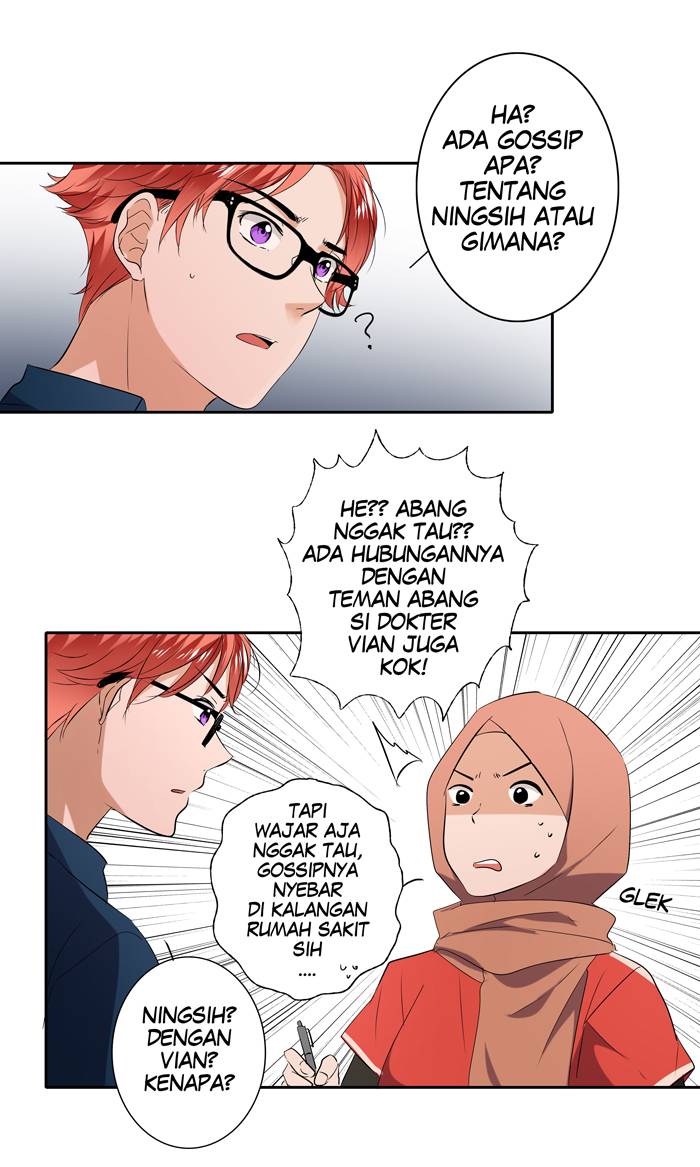 HA?
ADA GOSSIP
APA?
TENTANG
NINGSIH ATAU
GIMANA?
?
HE?? ABANG
NGGAK TAU??
ADA HUBUNGANNYA
DENGAN
TEMAN ABANG
SI DOKTER
VIAN JUGA
KOK!
TAPI
WAJAR AJA
NGGAK TAU,
GOSSIPNYA
NYEBAR
DI KALANGAN
RUMAH SAKIT
SIH
....
GLEK
NINGSIH?
DENGAN
VIAN?
KENAPA?